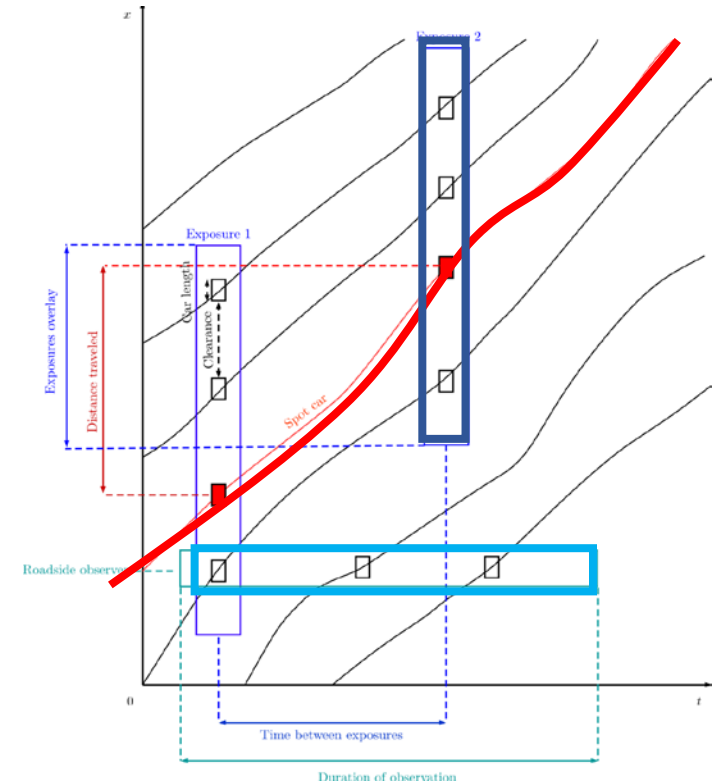 x
Exposure 2
Exposure 1
Car length
Clearance
Exposures overlay
Distance traveled
Spot car
Roadside observer
0
t
Time between exposures
Duration of observation